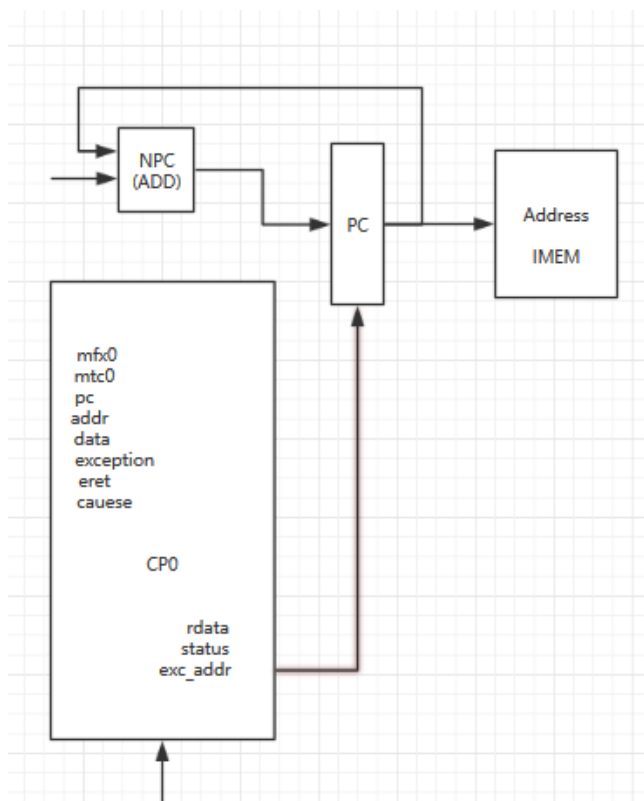 NPC
(ADD)
PC
Address
IMEM
mfx0
mtc0
pc
addr
data
exception
eret
cauese
CP0
rdata
status
exc_addr